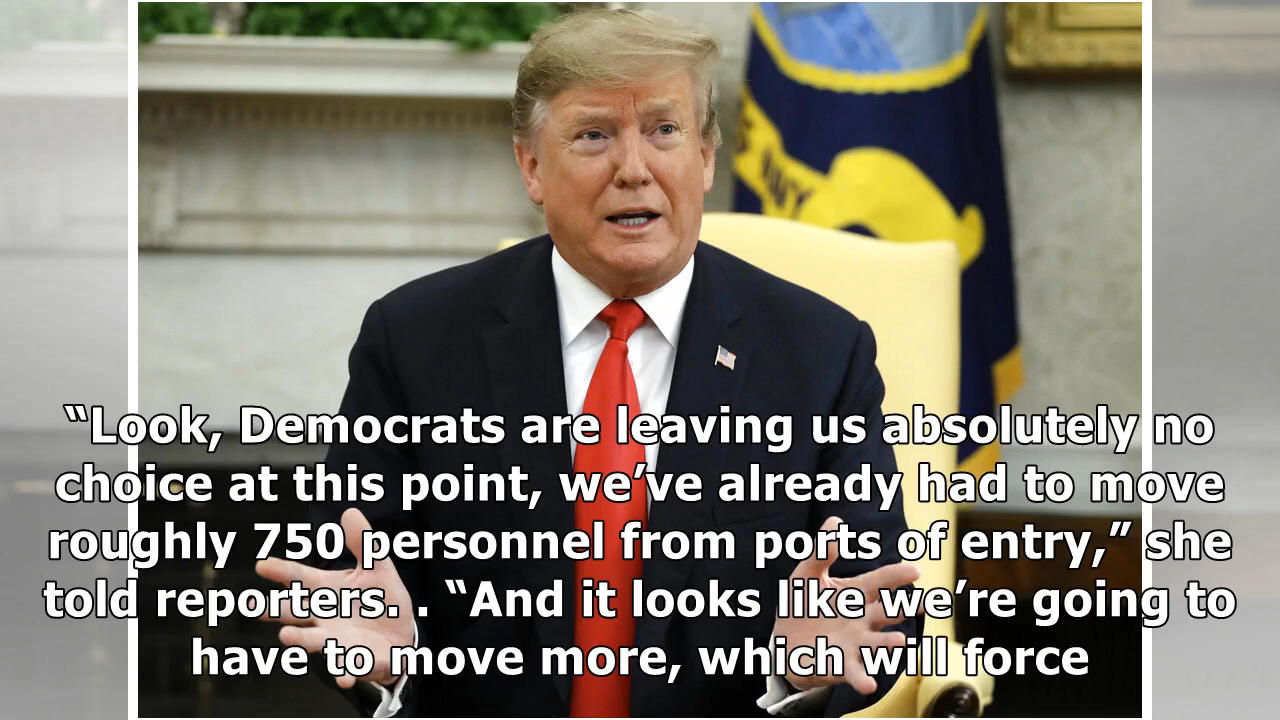 “Look, Democrats are leaving us absolutely no
choice at this point, we’ve already had to move
roughly 750 personnel from ports of entry,” she
told reporters. . “And it looks like we’re going to
have to move more, which will force